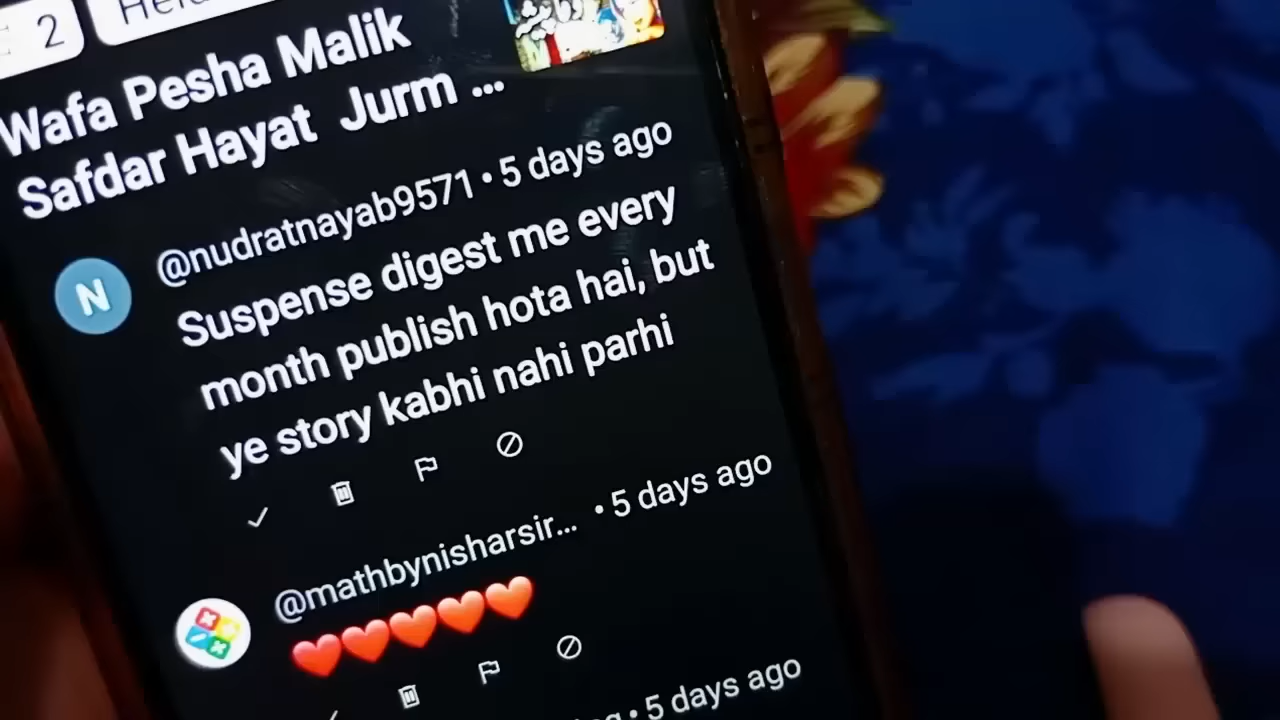 2
Wafa Pesha Malik
Safdar Hayat Jurm ...
@nudratnayab9571 • 5 days ago
N
Suspense digest me every
month publish hota hai, but
ye story kabhi nahi parhi
@mathbynisharsir... • 5 days ago
❤️❤️❤️❤️❤️
• 5 days ago